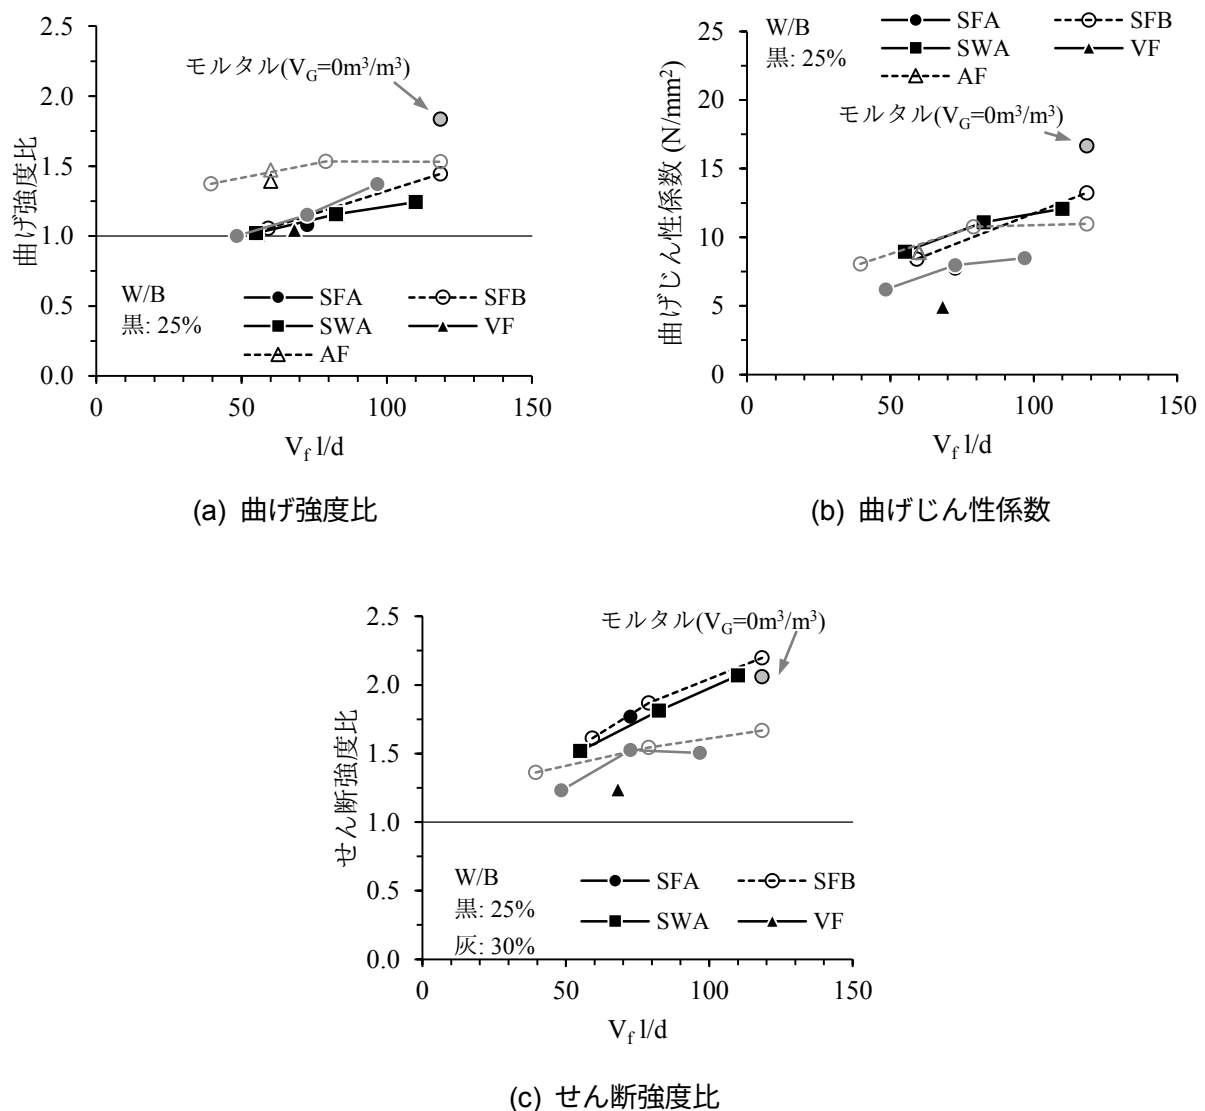 2.5
2.0
1.5
1.0
0.5
0.0
曲げ強度比
モルタル(V_G=0m³/m³)
W/B
黒: 25%
SFA
SFB
SWA
VF
AF
0
50
100
150
V_f l/d
(a) 曲げ強度比
25
20
15
10
5
0
曲げじん性係数 (N/mm²)
W/B
黒: 25%
SFA
SFB
SWA
VF
AF
モルタル(V_G=0m³/m³)
0
50
100
150
V_f l/d
(b) 曲げじん性係数
2.5
2.0
1.5
1.0
0.5
0.0
せん断強度比
モルタル(V_G=0m³/m³)
W/B
黒: 25%
灰: 30%
SFA
SFB
SWA
VF
0
50
100
150
V_f l/d
(c) せん断強度比